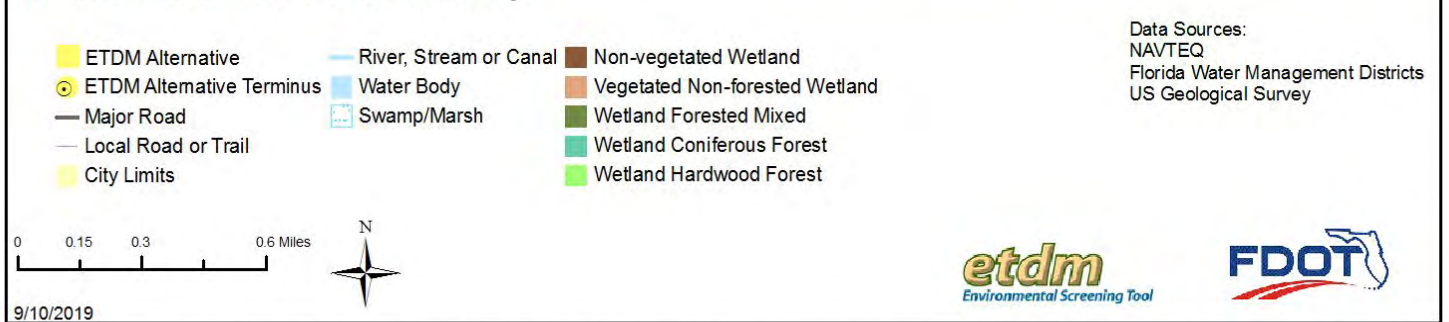 ETDM Alternative
ETDM Alternative Terminus
Major Road
Local Road or Trail
City Limits
River, Stream or Canal
Water Body
Swamp/Marsh
Non-vegetated Wetland
Vegetated Non-forested Wetland
Wetland Forested Mixed
Wetland Coniferous Forest
Wetland Hardwood Forest
Data Sources:
NAVTEQ
Florida Water Management Districts
US Geological Survey
0 0.15 0.3 0.6 Miles
N
etdm
Environmental Screening Tool
FDOT
9/10/2019